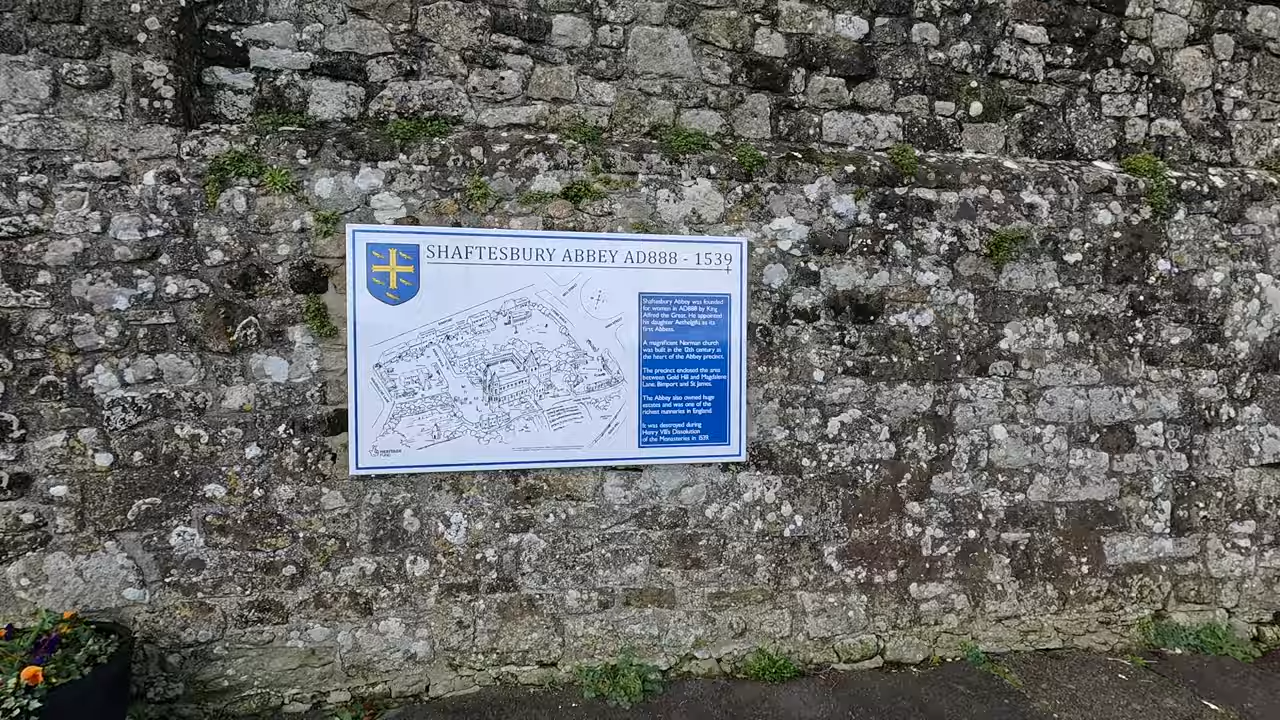 SHAFTESBURY ABBEY AD888 - 1539
Shaftesbury Abbey was founded
for women in AD888 by King
Alfred the Great. He appointed
his daughter Aethelgifu as its
first Abbess.
A magnificent Norman church
was built in the 12th century as
the heart of the Abbey precinct.
The precinct enclosed the area
between Gold Hill and Magdalene
Lane, Bimport and St James.
The Abbey also owned huge
estates and was one of the
richest nunneries in England.
It was destroyed during
Henry VIII's Dissolution
of the Monasteries in 1539.
HERITAGE
FUND